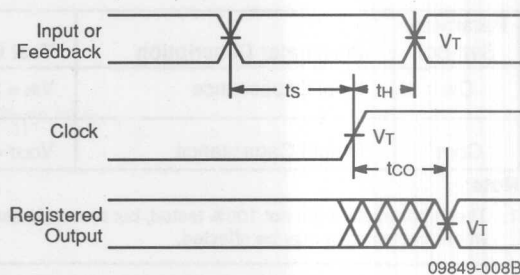 Input or
Feedback
VT
tS
tH
Clock
VT
tCO
Registered
Output
VT
09849-008B